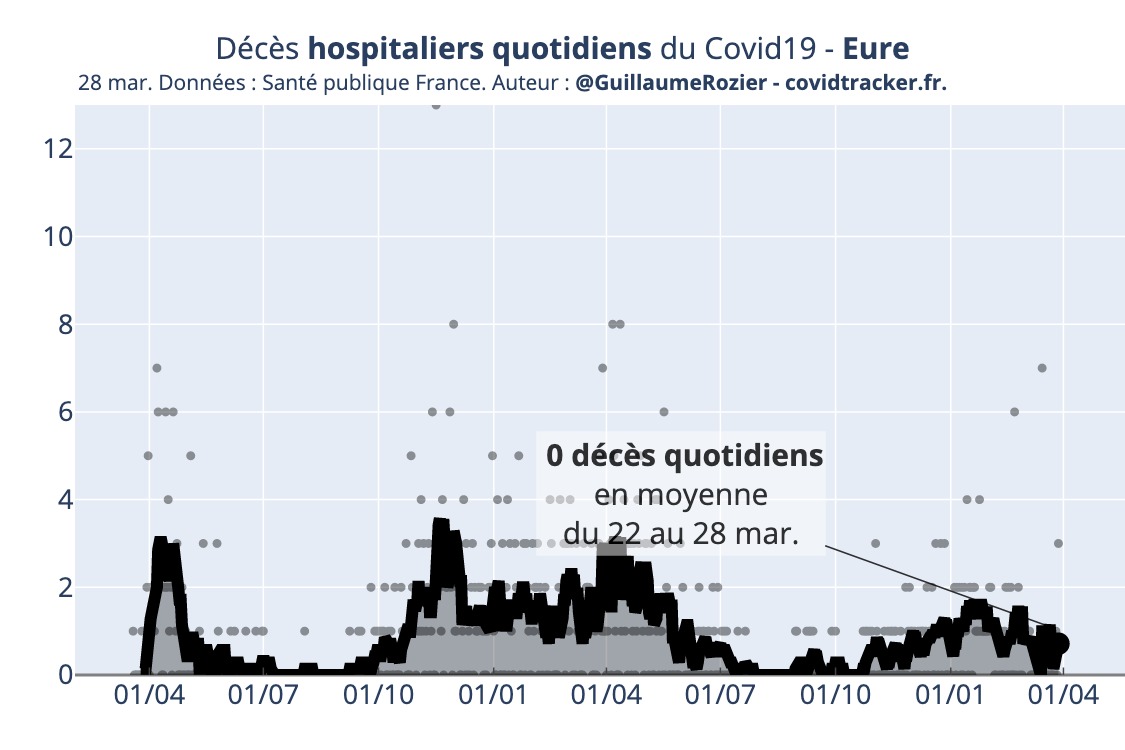 Décès hospitaliers quotidiens du Covid19 - Eure
28 mar. Données : Santé publique France. Auteur : @GuillaumeRozier - covidtracker.fr.
12
10
8
6
4
2
0
0 décès quotidiens
en moyenne
du 22 au 28 mar.
01/04 01/07 01/10 01/01 01/04 01/07 01/10 01/01 01/04